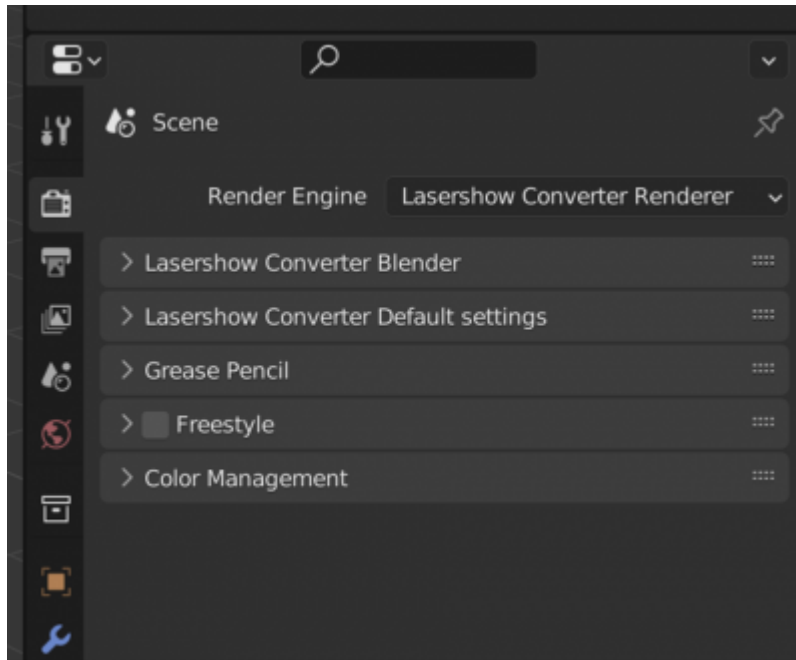 Scene
Render Engine Lasershow Converter Renderer
Lasershow Converter Blender
Lasershow Converter Default settings
Grease Pencil
Freestyle
Color Management